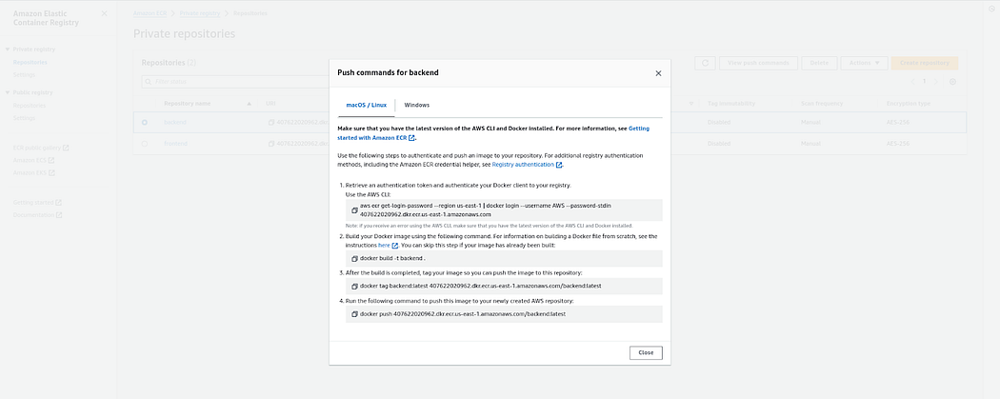 Amazon Elastic
Container Registry
Private registry
Repositories
Settings
Public registry
Repositories
Settings
ECR public gallery
Amazon ECS
Amazon EKS
Getting started
Documentation
Amazon ECR > Private registry > Repositories
Private repositories
Repositories (2)
View push commands
Delete
Actions
Create repository
1
Repository name
URI
Tag immutability
Scan frequency
Encryption type
backend
Disabled
Manual
AES-256
Disabled
Manual
AES-256
Push commands for backend
macOS / Linux
Windows
Make sure that you have the latest version of the AWS CLI and Docker installed. For more information, see Getting
started with Amazon ECR.
Use the following steps to authenticate and push an image to your repository. For additional registry authentication
methods, including the Amazon ECR credential helper, see Registry authentication.
1. Retrieve an authentication token and authenticate your Docker client to your registry.
Use the AWS CLI:
aws ecr get-login-password --region us-east-1 | docker login --username AWS --password-stdin
407622020962.dkr.ecr.us-east-1.amazonaws.com
Note: if you receive an error using the AWS CLI, make sure that you have the latest version of the AWS CLI and Docker installed.
2. Build your Docker image using the following command. For information on building a Docker file from scratch, see the
instructions here. You can skip this step if your image has already been built:
docker build -t backend .
3. After the build is completed, tag your image so you can push the image to this repository:
docker tag backend:latest 407622020962.dkr.ecr.us-east-1.amazonaws.com/backend:latest
4. Run the following command to push this image to your newly created AWS repository:
docker push 407622020962.dkr.ecr.us-east-1.amazonaws.com/backend:latest
Close